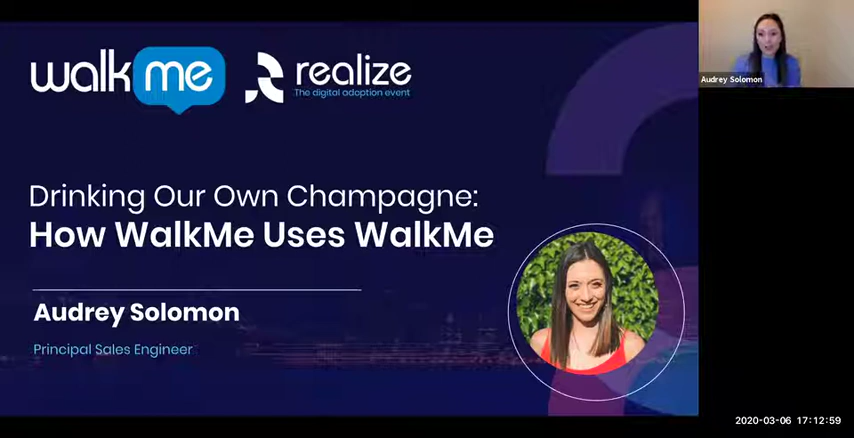 walkme
realize
The digital adoption event
Audrey Solomon
Drinking Our Own Champagne:
How WalkMe Uses WalkMe
Audrey Solomon
Principal Sales Engineer
2020-03-06 17:12:59